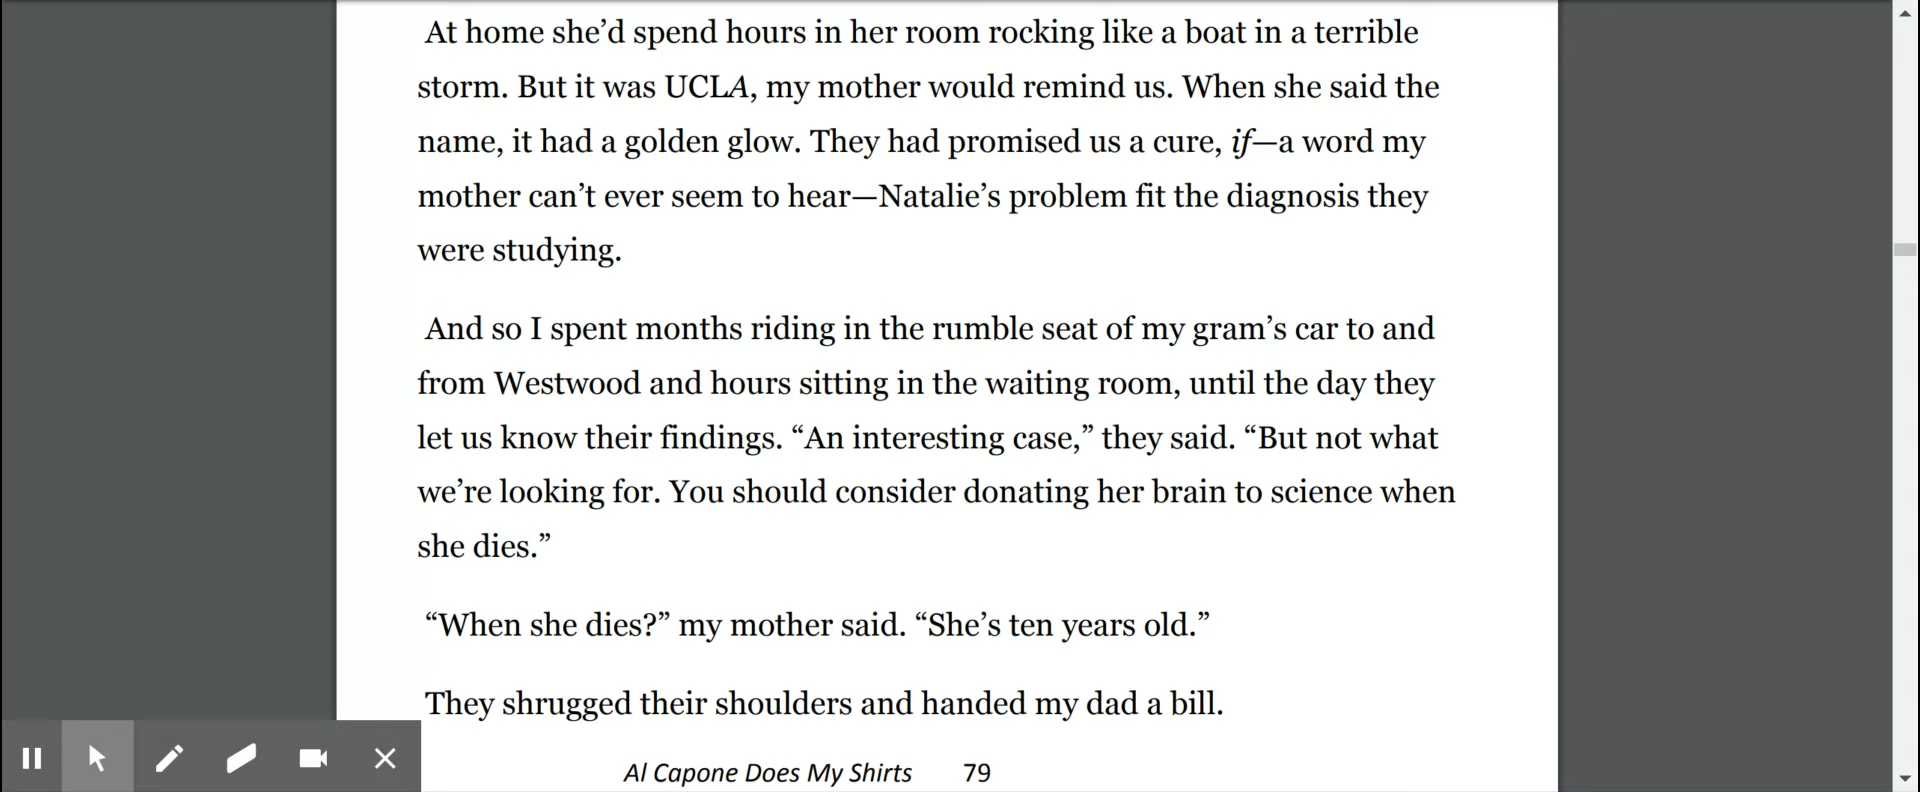 At home she’d spend hours in her room rocking like a boat in a terrible
storm. But it was UCLA, my mother would remind us. When she said the
name, it had a golden glow. They had promised us a cure, if—a word my
mother can’t ever seem to hear—Natalie’s problem fit the diagnosis they
were studying.
And so I spent months riding in the rumble seat of my gram’s car to and
from Westwood and hours sitting in the waiting room, until the day they
let us know their findings. “An interesting case,” they said. “But not what
we’re looking for. You should consider donating her brain to science when
she dies.”
“When she dies?” my mother said. “She’s ten years old.”
They shrugged their shoulders and handed my dad a bill.
Al Capone Does My Shirts 79